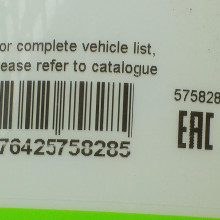 or complete vehicle list,
ease refer to catalogue
575828
76425758285
EAC